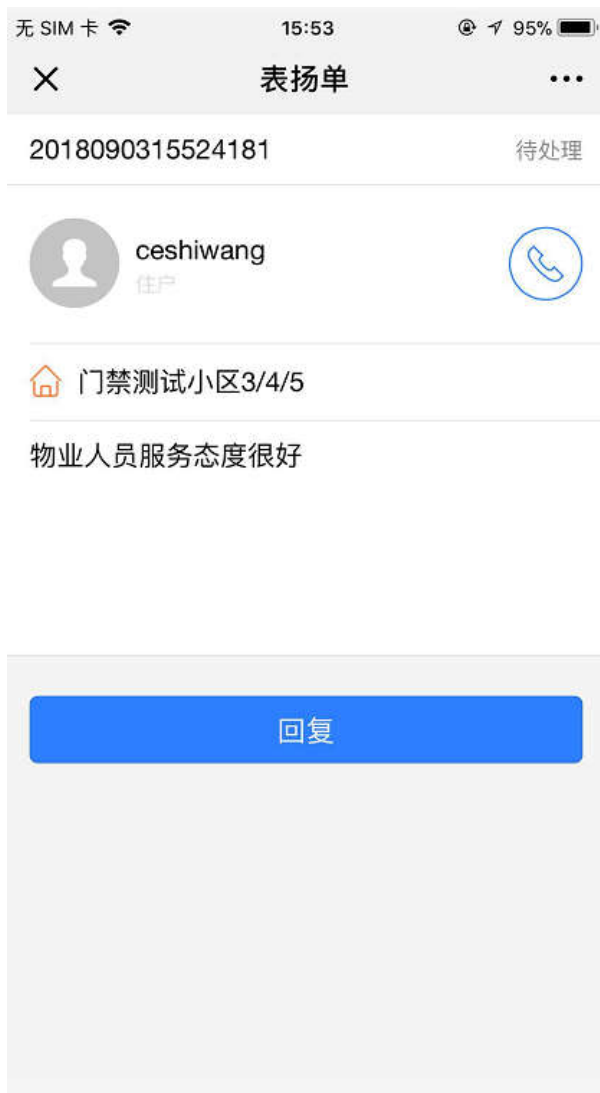 无 SIM 卡 15:53 95%
表扬单
2018090315524181 待处理
ceshiwang
住户
门禁测试小区3/4/5
物业人员服务态度很好
回复